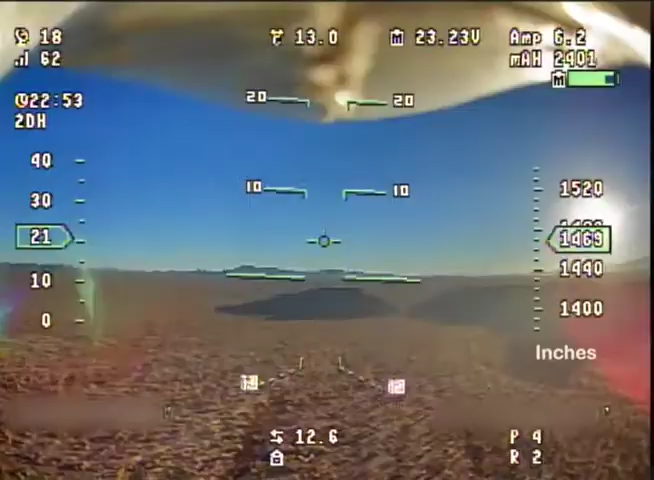 18 13.0 23.23V Amp 6.2
62 mAH 2401
20 20
22:53
2DH
40
10 10 1520
30
21 1469
1440
10
1400
0
Inches
12.6 P 4
R 2